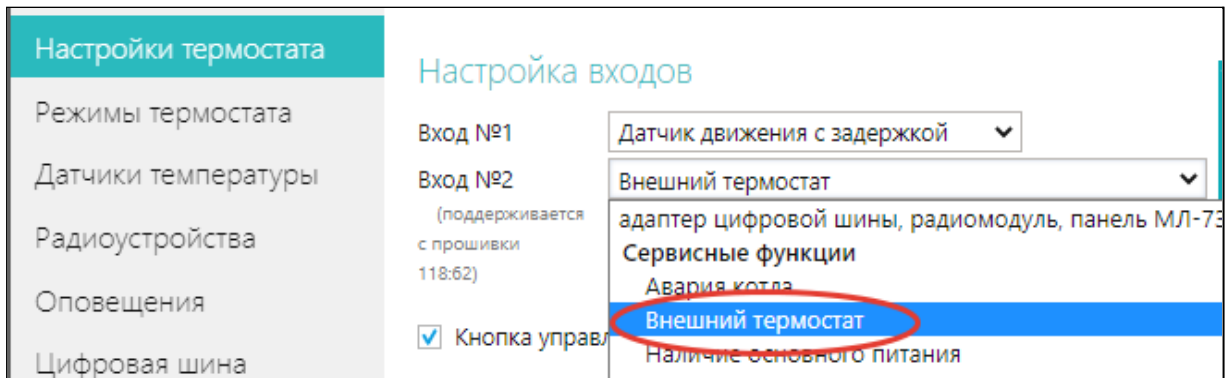 Настройки термостата
Режимы термостата
Датчики температуры
Радиоустройства
Оповещения
Цифровая шина
Настройка входов
Вход №1 Датчик движения с задержкой
Вход №2 Внешний термостат
(поддерживается
с прошивки
118:62)
адаптер цифровой шины, радиомодуль, панель МЛ-73
Сервисные функции
Авария котла
Внешний термостат
Наличие основного питания
Кнопка управл